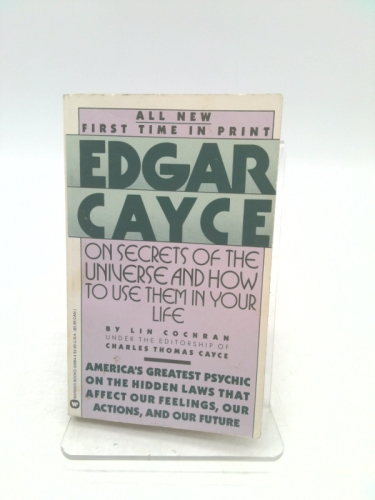 ALL NEW
FIRST TIME IN PRINT
EDGAR
CAYCE
ON SECRETS OF THE
UNIVERSE AND HOW
TO USE THEM IN YOUR
LIFE
BY LIN COCHRAN
UNDER THE EDITORSHIP OF
CHARLES THOMAS CAYCE
AMERICA'S GREATEST PSYCHIC
ON THE HIDDEN LAWS THAT
AFFECT OUR FEELINGS, OUR
ACTIONS, AND OUR FUTURE